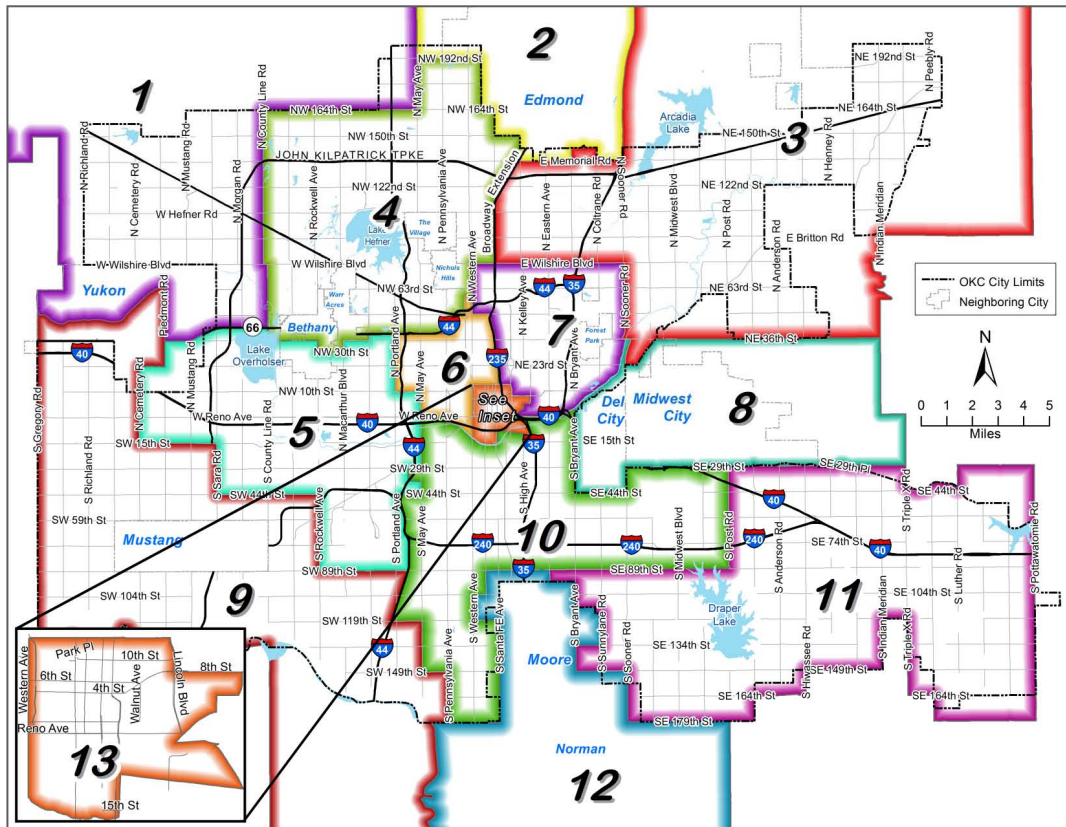 1
2
3
4
5
6
7
8
9
10
11
12
13
Edmond
Yukon
Bethany
Warr
Acres
The
Village
Nichols
Hills
Forest
Park
Del
City
Midwest
City
Mustang
Moore
Norman
Arcadia
Lake
Lake
Hefner
Lake
Overholser
Draper
Lake
See
Inset
NW 192nd St
NW 164th St
NW 164th St
NW 150th St
JOHN KILPATRICK TPKE
NW 122nd St
W Hefner Rd
W Wilshire Blvd
W Wilshire Blvd
NW 63rd St
NW 30th St
NW 10th St
W Reno Ave
W Reno Ave
N Richland Rd
N Cemetery Rd
N Mustang Rd
N Morgan Rd
N County Line Rd
N Rockwell Ave
N May Ave
N Pennsylvania Ave
N Western Ave
Broadway Extension
N Portland Ave
N May Ave
N Macarthur Blvd
Piedmont Rd
N Mustang Rd
N Cemetery Rd
NE 192nd St
N Peebly Rd
NE 164th St
NE 150th St
E Memorial Rd
N Sooner Rd
NE 122nd St
N Eastern Ave
N Coltrane Rd
N Midwest Blvd
N Post Rd
N Henney Rd
N Anderson Rd
E Britton Rd
N Indian Meridian
E Wilshire Blvd
N Kelley Ave
N Bryant Ave
N Sooner Rd
NE 63rd St
NE 36th St
NE 23rd St
66
40
40
40
40
40
44
44
44
44
35
35
35
235
240
240
240
S Gregory Rd
S Richland Rd
SW 15th St
S Sara Rd
S County Line Rd
SW 29th St
SW 44th St
SW 44th St
SW 59th St
S Rockwell Ave
S Portland Ave
S May Ave
SW 89th St
SW 104th St
SW 119th St
SW 149th St
S Pennsylvania Ave
S Western Ave
S Santa FE Ave
S High Ave
S Bryant Ave
SE 15th St
SE 29th St
SE 29th Pl
SE 44th St
SE 44th St
S Midwest Blvd
S Post Rd
S Anderson Rd
SE 74th St
S Triple X Rd
S Luther Rd
S Pottawatomie Rd
SE 89th St
S Bryant Ave
S Sunnylane Rd
S Sooner Rd
SE 104th St
S Indian Meridian
S Triple X Rd
SE 134th St
S Hiwassee Rd
SE 149th St
SE 164th St
SE 164th St
SE 179th St
Park Pl
10th St
8th St
6th St
4th St
Western Ave
Walnut Ave
Lincoln Blvd
Reno Ave
15th St
OKC City Limits
Neighboring City
N
0 1 2 3 4 5
Miles